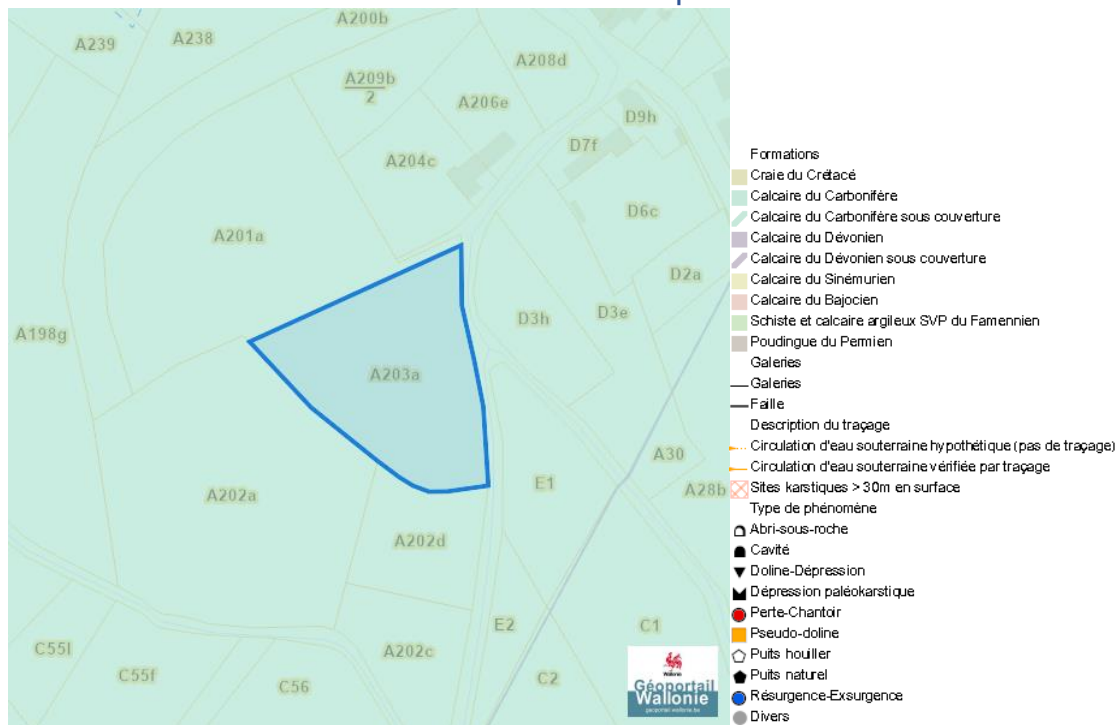 A200b
A239
A238
A208d
A209b
2
A206e
D9h
D7f
A204c
D6c
A201a
D2a
D3h
D3e
A198g
A203a
A30
E1
A28b
A202a
A202d
E2
C1
C55l
A202c
C55f
C56
C2
Wallonie
Géoportail
Wallonie
geoportail.wallonie.be
Formations
Craie du Crétacé
Calcaire du Carbonifère
Calcaire du Carbonifère sous couverture
Calcaire du Dévonien
Calcaire du Dévonien sous couverture
Calcaire du Sinémurien
Calcaire du Bajocien
Schiste et calcaire argileux SVP du Famennien
Poudingue du Permien
Galeries
Galeries
Faille
Description du traçage
Circulation d'eau souterraine hypothétique (pas de traçage)
Circulation d'eau souterraine vérifiée par traçage
Sites karstiques > 30m en surface
Type de phénomène
Abri-sous-roche
Cavité
Doline-Dépression
Dépression paléokarstique
Perte-Chantoir
Pseudo-doline
Puits houiller
Puits naturel
Résurgence-Exsurgence
Divers